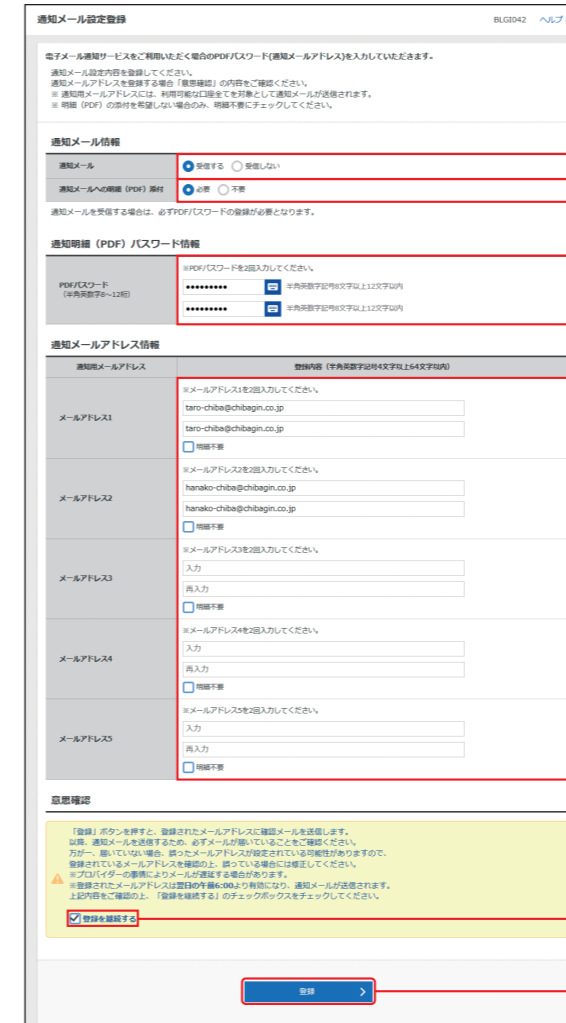 通知メール設定登録
BLGI042 ヘルプ
電子メール通知サービスをご利用いただく場合のPDFパスワード(通知メールアドレス)を入力していただきます。
通知メール設定内容を登録してください。
通知メールアドレスを登録する場合「意思確認」の内容をご確認ください。
※ 通知用メールアドレスには、利用可能な口座全てを対象として通知メールが送信されます。
※ 明細（PDF）の添付を希望しない場合のみ、明細不要にチェックしてください。
通知メール情報
通知メール
受信する 受信しない
通知メールへの明細（PDF）添付
必要 不要
通知メールを受信する場合は、必ずPDFパスワードの登録が必要となります。
通知明細（PDF）パスワード情報
※PDFパスワードを2回入力してください。
PDFパスワード
（半角英数字8～12桁）
●●●●●●●●● 半角英数字記号8文字以上12文字以内
●●●●●●●●● 半角英数字記号8文字以上12文字以内
通知メールアドレス情報
通知用メールアドレス
登録内容（半角英数字記号4文字以上64文字以内）
メールアドレス1
※メールアドレス1を2回入力してください。
taro-chiba@chibagin.co.jp
taro-chiba@chibagin.co.jp
明細不要
メールアドレス2
※メールアドレス2を2回入力してください。
hanako-chiba@chibagin.co.jp
hanako-chiba@chibagin.co.jp
明細不要
メールアドレス3
※メールアドレス3を2回入力してください。
入力
再入力
明細不要
メールアドレス4
※メールアドレス4を2回入力してください。
入力
再入力
明細不要
メールアドレス5
※メールアドレス5を2回入力してください。
入力
再入力
明細不要
意思確認
「登録」ボタンを押すと、登録されたメールアドレスに確認メールを送信します。
以降、通知メールを送信するため、必ずメールが届いていることをご確認ください。
万が一、届いていない場合、誤ったメールアドレスが設定されている可能性がありますので、
登録されているメールアドレスを確認の上、誤っている場合には修正してください。
※プロバイダーの事情によりメールが遅延する場合があります。
※登録されたメールアドレスは翌日の午前6:00より有効になり、通知メールが送信されます。
上記内容をご確認の上、「登録を継続する」のチェックボックスをチェックしてください。
登録を継続する
登録